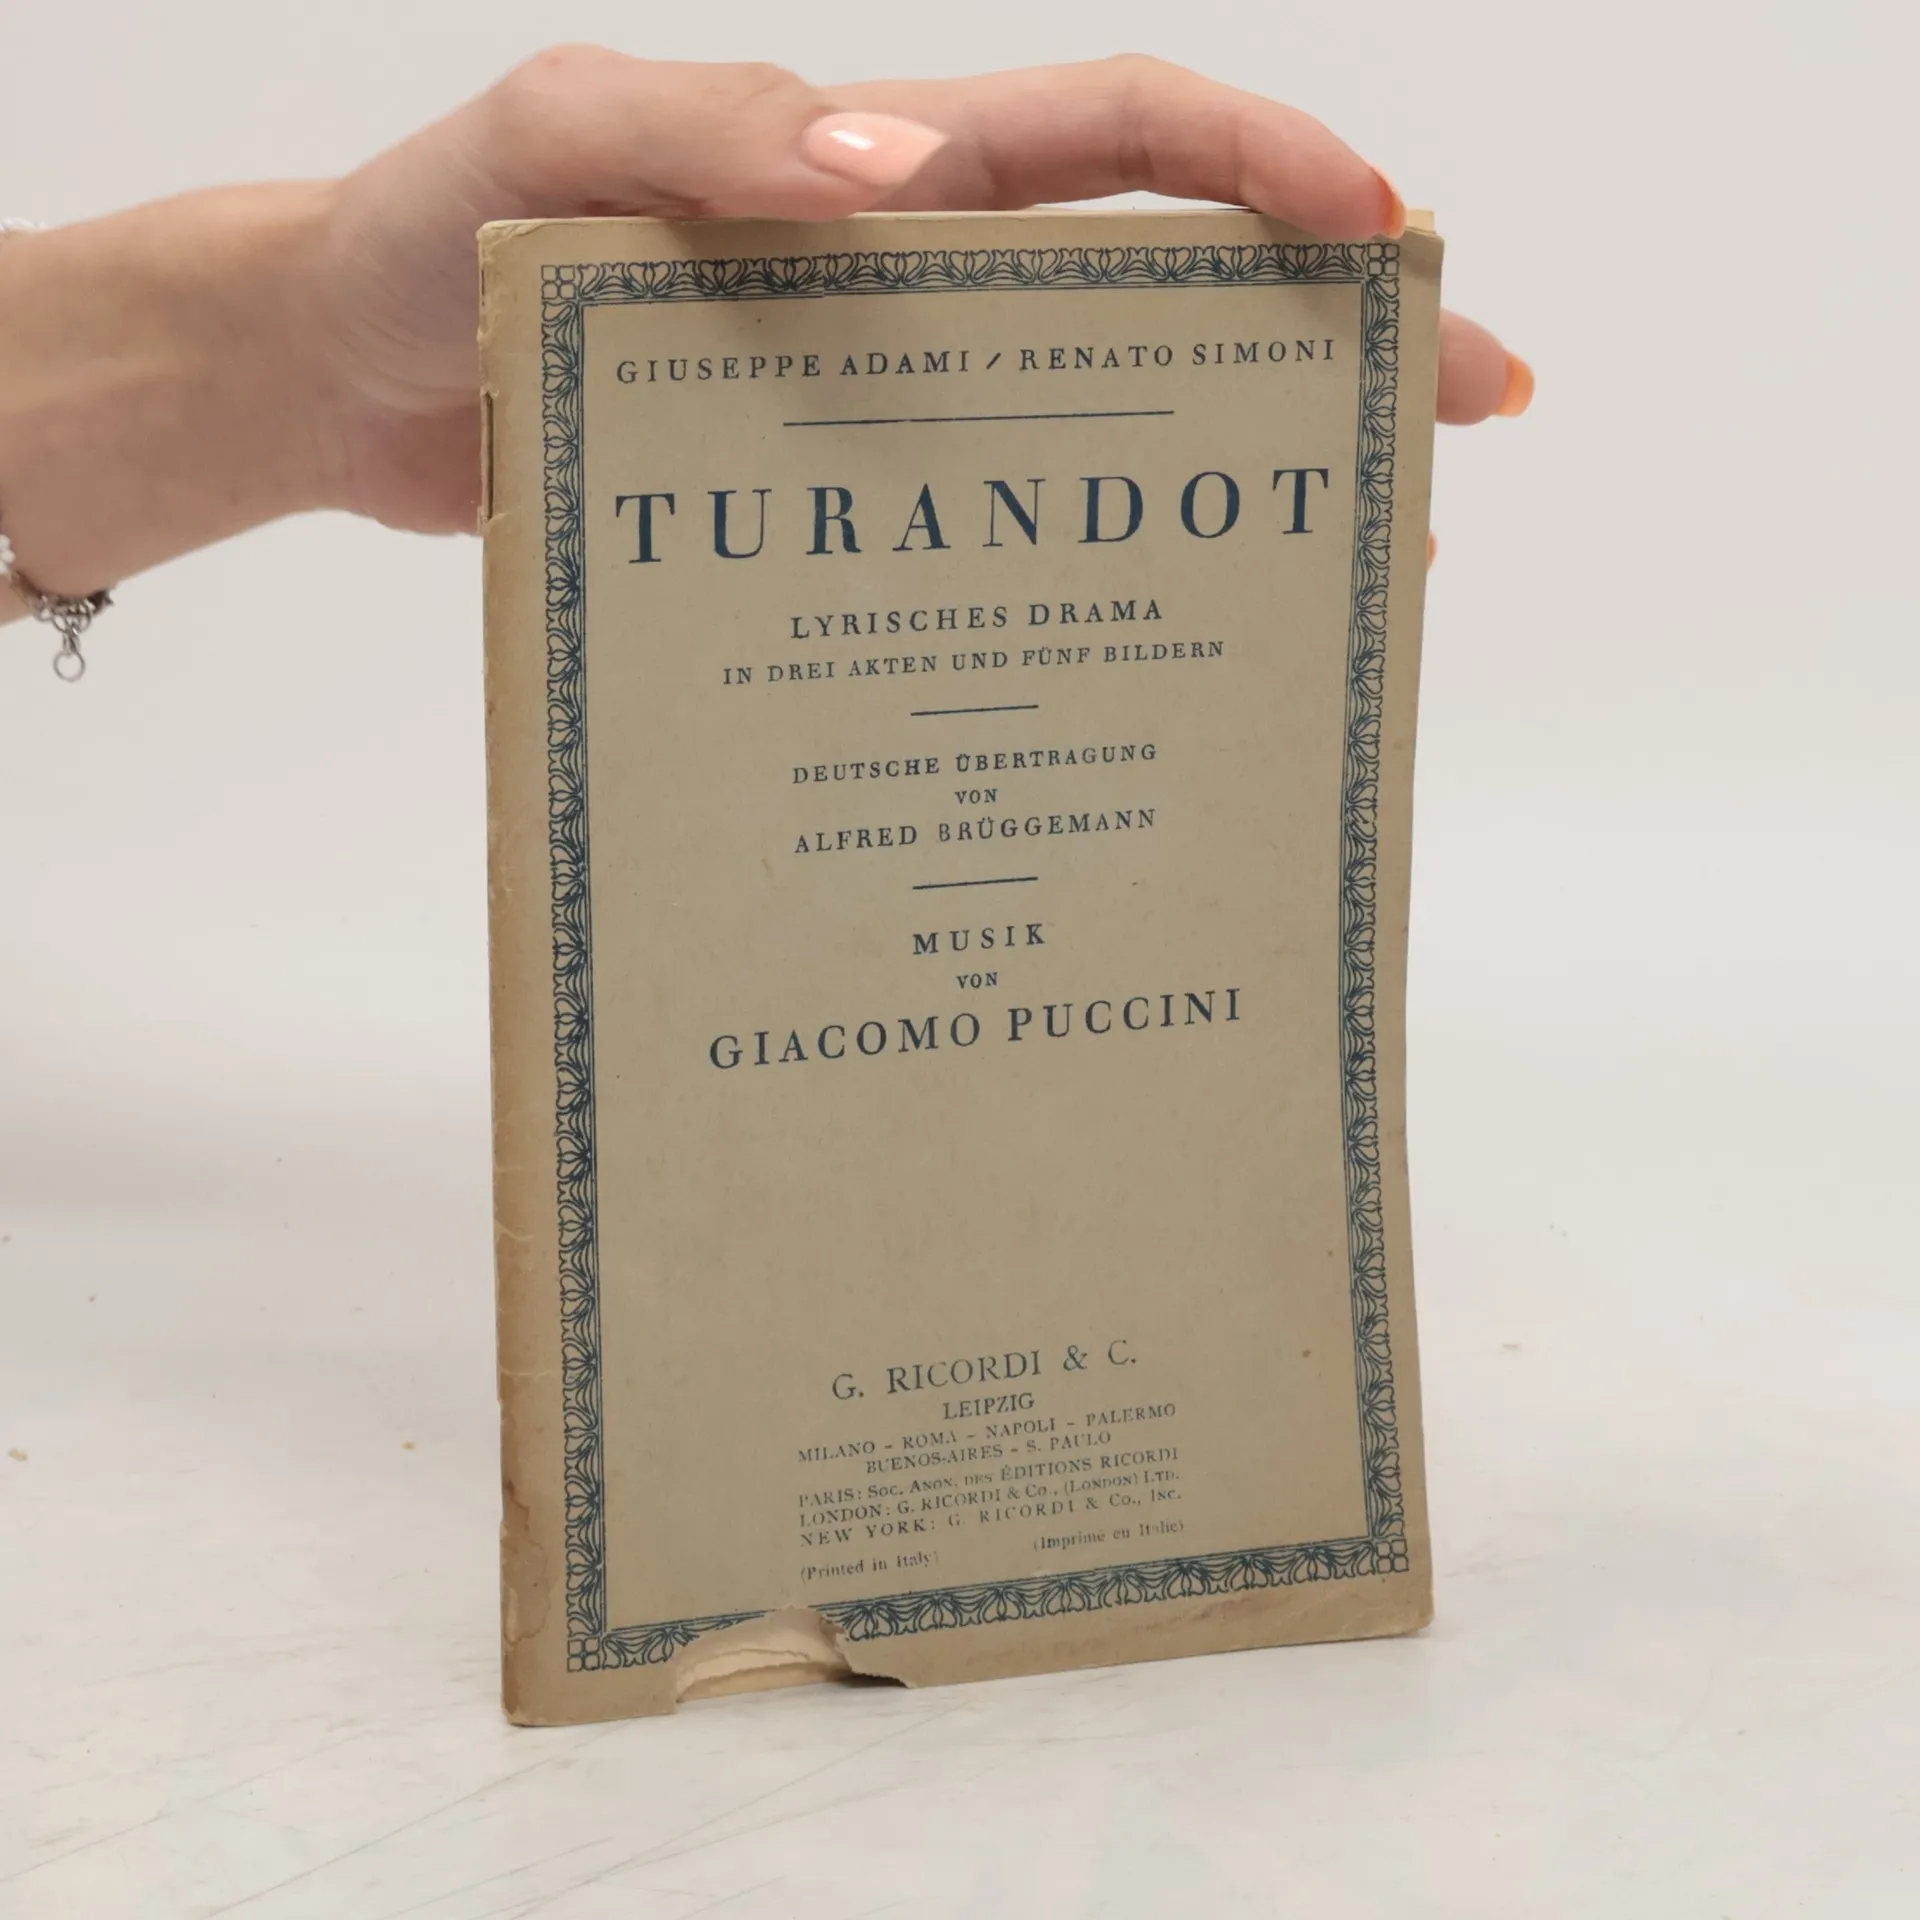 GIUSEPPE ADAMI / RENATO SIMONI
TURANDOT
LYRISCHES DRAMA
IN DREI AKTEN UND FÜNF BILDERN
DEUTSCHE ÜBERTRAGUNG
VON
ALFRED BRÜGGEMANN
MUSIK
VON
GIACOMO PUCCINI
G. RICORDI & C.
LEIPZIG
MILANO - ROMA - NAPOLI - PALERMO
BUENOS-AIRES - S. PAULO
PARIS: SOC. ANON. DES ÉDITIONS RICORDI
LONDON: G. RICORDI & CO., (LONDON) LTD.
NEW YORK: G. RICORDI & CO., INC.
(Printed in Italy) (Imprimé en Italie)